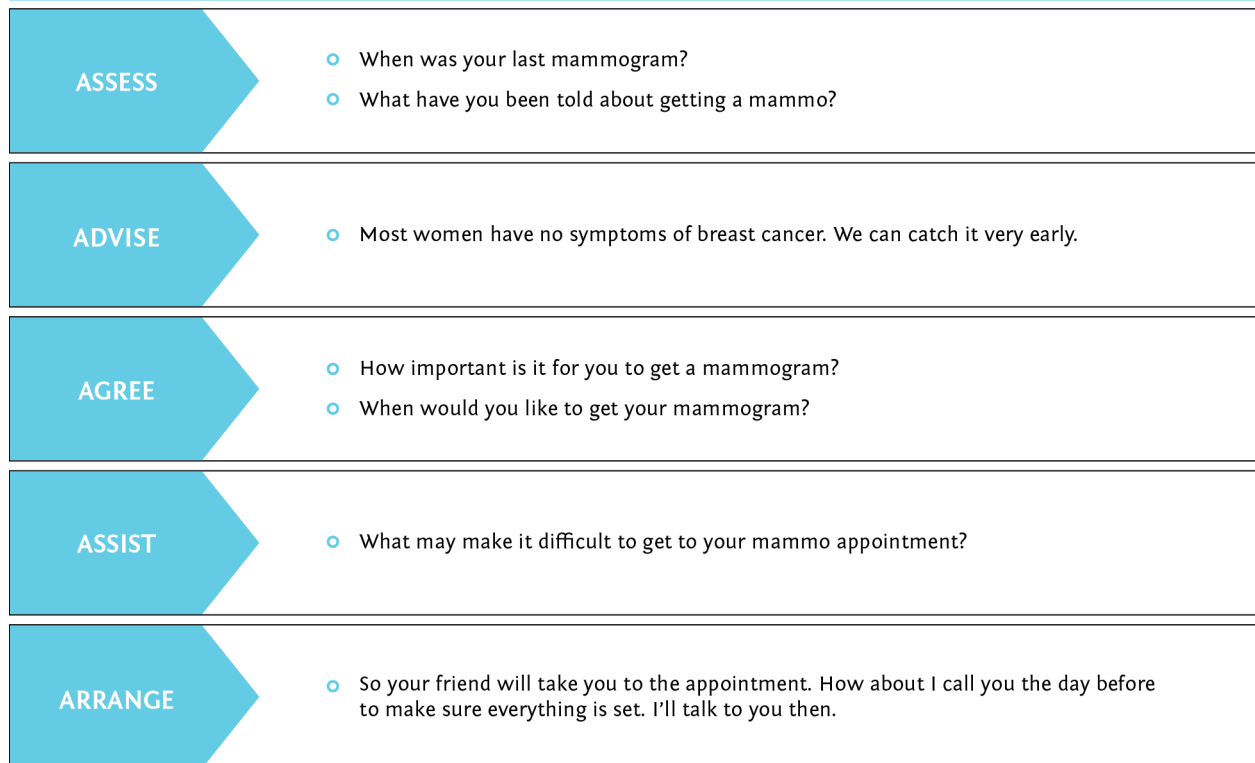 ASSESS
When was your last mammogram?
What have you been told about getting a mammo?
ADVISE
Most women have no symptoms of breast cancer. We can catch it very early.
AGREE
How important is it for you to get a mammogram?
When would you like to get your mammogram?
ASSIST
What may make it difficult to get to your mammo appointment?
ARRANGE
So your friend will take you to the appointment. How about I call you the day before
to make sure everything is set. I’ll talk to you then.